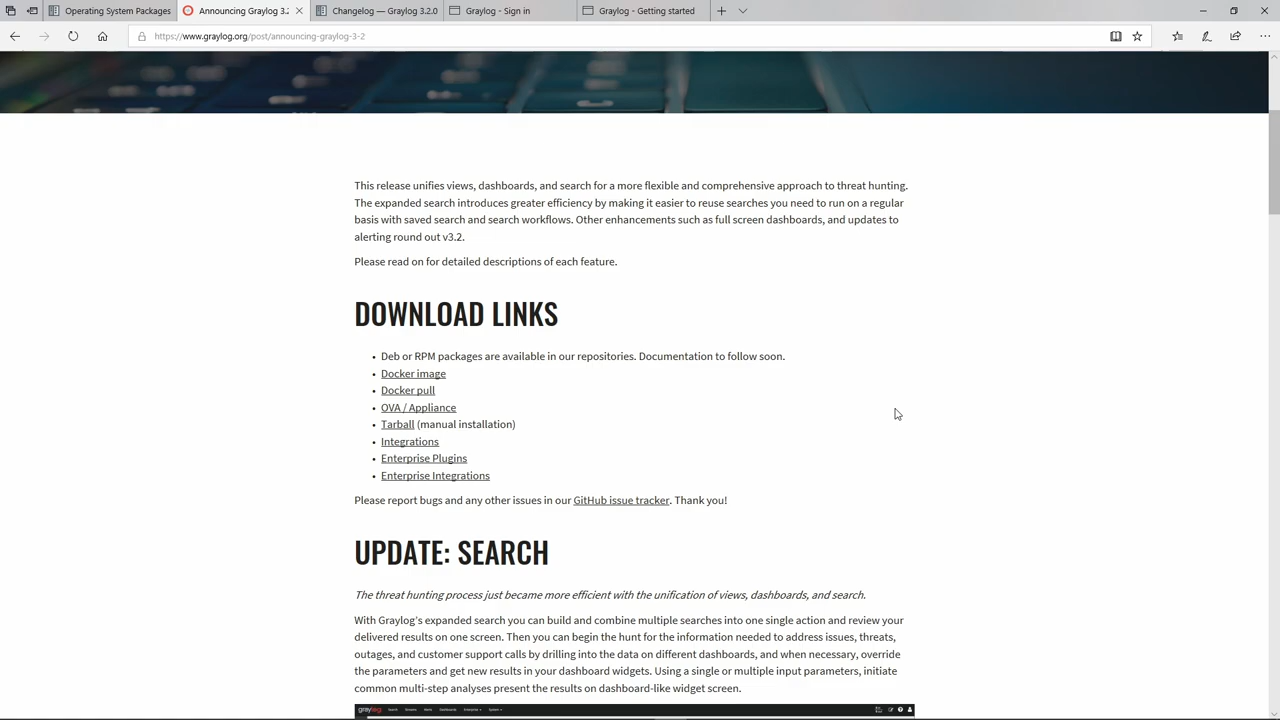 Operating System Packages
Announcing Graylog 3.2
Changelog — Graylog 3.2.0
Graylog - Sign in
Graylog - Getting started
https://www.graylog.org/post/announcing-graylog-3-2
This release unifies views, dashboards, and search for a more flexible and comprehensive approach to threat hunting.
The expanded search introduces greater efficiency by making it easier to reuse searches you need to run on a regular
basis with saved search and search workflows. Other enhancements such as full screen dashboards, and updates to
alerting round out v3.2.
Please read on for detailed descriptions of each feature.
DOWNLOAD LINKS
• Deb or RPM packages are available in our repositories. Documentation to follow soon.
• Docker image
• Docker pull
• OVA / Appliance
• Tarball (manual installation)
• Integrations
• Enterprise Plugins
• Enterprise Integrations
Please report bugs and any other issues in our GitHub issue tracker. Thank you!
UPDATE: SEARCH
The threat hunting process just became more efficient with the unification of views, dashboards, and search.
With Graylog's expanded search you can build and combine multiple searches into one single action and review your
delivered results on one screen. Then you can begin the hunt for the information needed to address issues, threats,
outages, and customer support calls by drilling into the data on different dashboards, and when necessary, override
the parameters and get new results in your dashboard widgets. Using a single or multiple input parameters, initiate
common multi-step analyses present the results on dashboard-like widget screen.
graylog Search Streams Alerts Dashboards Enterprise System